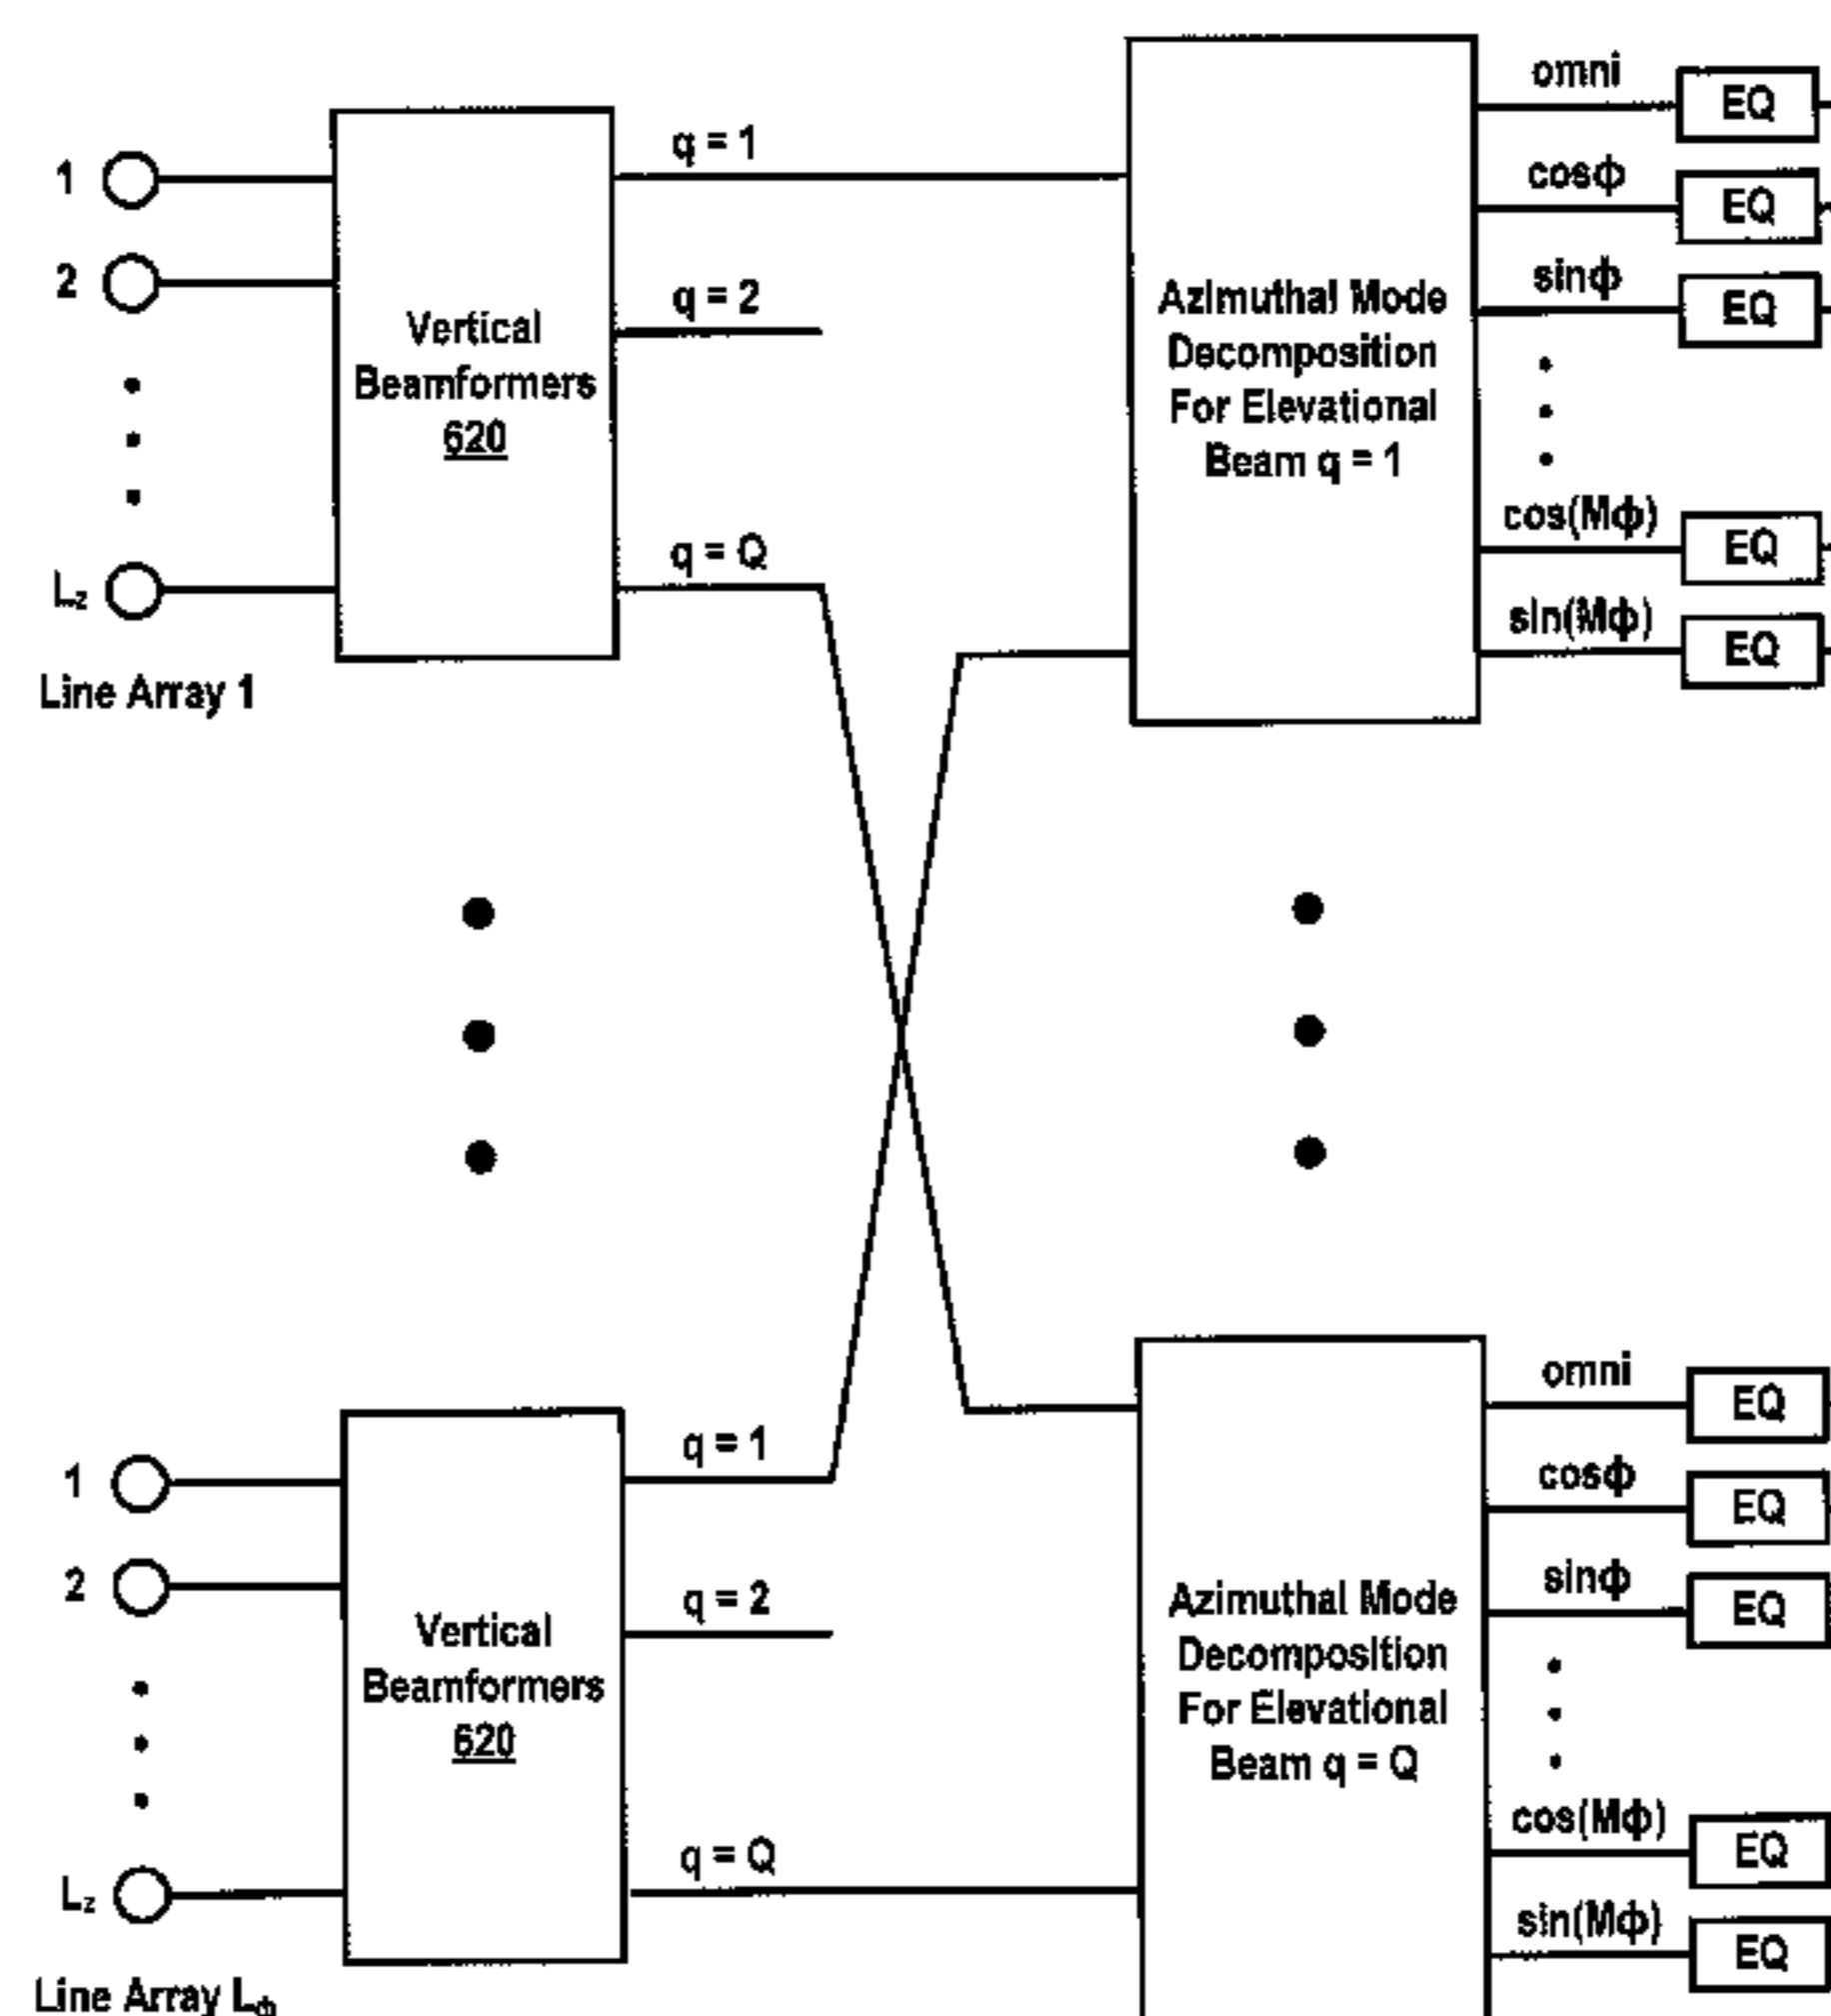 1
2
L₂
Line Array 1
Vertical
Beamformers
620
q = 1
q = 2
q = Q
Azimuthal Mode
Decomposition
For Elevational
Beam q = 1
omni
EQ
cosϕ
EQ
sinϕ
EQ
cos(Mϕ)
EQ
sin(Mϕ)
EQ
1
2
L₂
Line Array Lϕ
Vertical
Beamformers
620
q = 1
q = 2
q = Q
Azimuthal Mode
Decomposition
For Elevational
Beam q = Q
omni
EQ
cosϕ
EQ
sinϕ
EQ
cos(Mϕ)
EQ
sin(Mϕ)
EQ